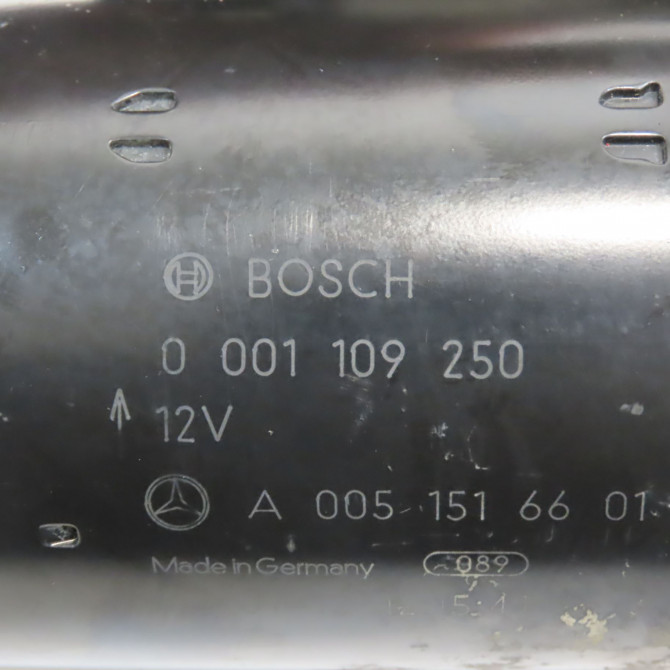 BOSCH
0 001 109 250
12V
A 005 151 66 01
Made in Germany 089